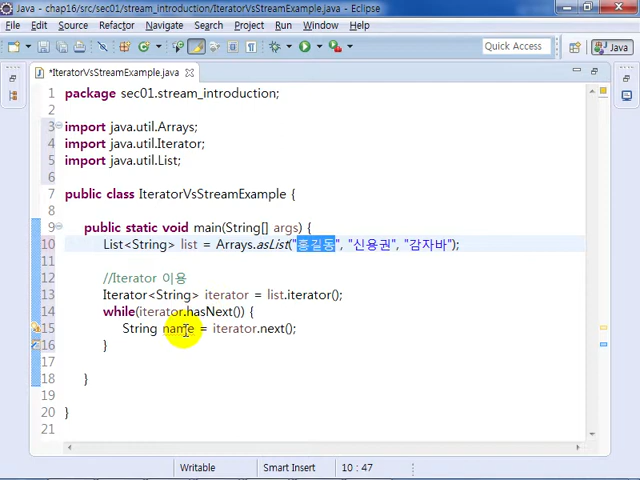 Java - chap16/src/sec01/stream_introduction/IteratorVsStreamExample.java - Eclipse
File Edit Source Refactor Navigate Search Project Run Window Help
Quick Access
Java
*IteratorVsStreamExample.java
1 package sec01.stream_introduction;
2
3 import java.util.Arrays;
4 import java.util.Iterator;
5 import java.util.List;
6
7 public class IteratorVsStreamExample {
8
9 public static void main(String[] args) {
10 List<String> list = Arrays.asList("홍길동", "신용권", "감자바");
11
12 //Iterator 이용
13 Iterator<String> iterator = list.iterator();
14 while(iterator.hasNext()) {
15 String name = iterator.next();
16 }
17
18 }
19
20 }
21
Writable Smart Insert 10 : 47